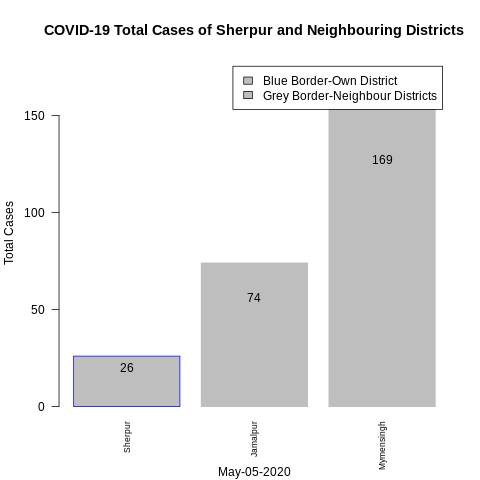 COVID-19 Total Cases of Sherpur and Neighbouring Districts
Blue Border-Own District
Grey Border-Neighbour Districts
Total Cases
150
100
50
0
169
74
26
Sherpur
Jamalpur
Mymensingh
May-05-2020